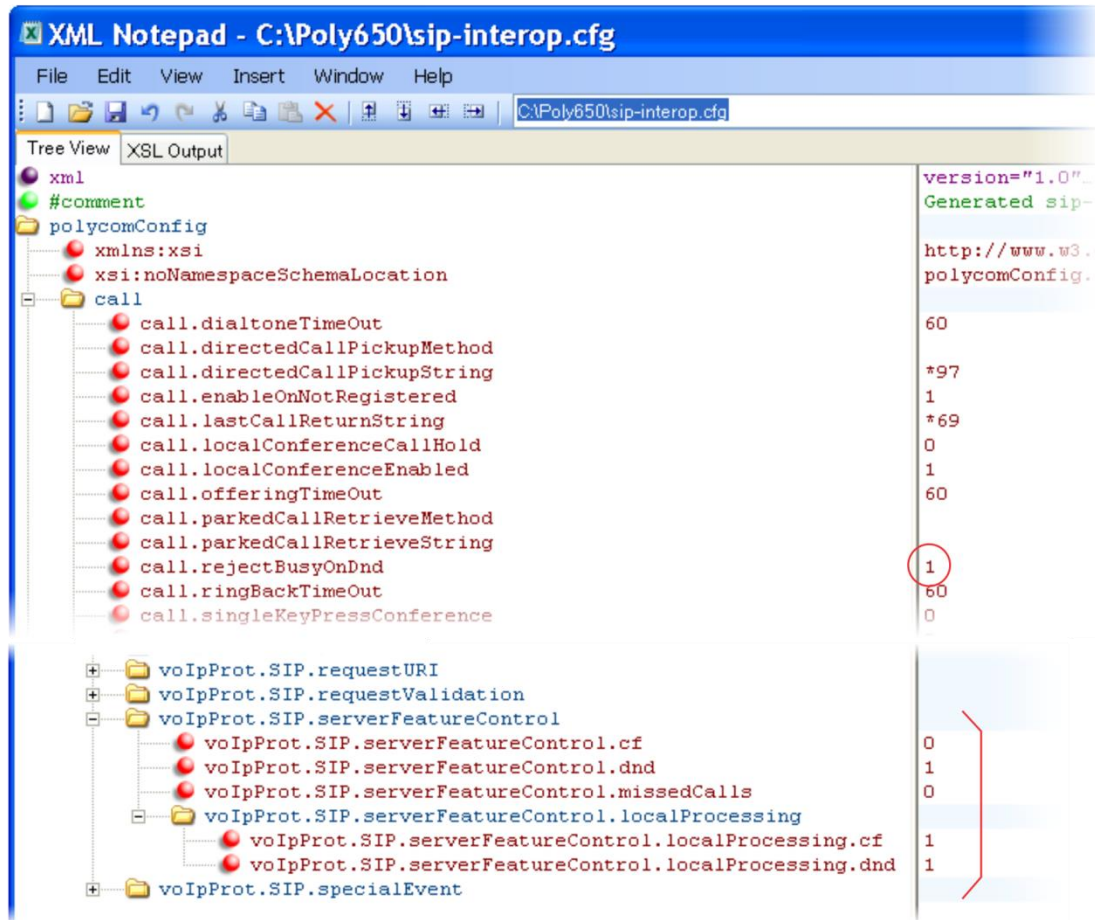 XML Notepad - C:\Poly650\sip-interop.cfg
File Edit View Insert Window Help
C:\Poly650\sip-interop.cfg
Tree View XSL Output
xml version="1.0"
#comment Generated sip-
polycomConfig
xmlns:xsi http://www.w3.
xsi:noNamespaceSchemaLocation polycomConfig.
call
call.dialtoneTimeOut 60
call.directedCallPickupMethod
call.directedCallPickupString *97
call.enableOnNotRegistered 1
call.lastCallReturnString *69
call.localConferenceCallHold 0
call.localConferenceEnabled 1
call.offeringTimeOut 60
call.parkedCallRetrieveMethod
call.parkedCallRetrieveString
call.rejectBusyOnDnd 1
call.ringBackTimeOut 60
call.singleKeyPressConference 0
voIpProt.SIP.requestURI
voIpProt.SIP.requestValidation
voIpProt.SIP.serverFeatureControl
voIpProt.SIP.serverFeatureControl.cf 0
voIpProt.SIP.serverFeatureControl.dnd 1
voIpProt.SIP.serverFeatureControl.missedCalls 0
voIpProt.SIP.serverFeatureControl.localProcessing
voIpProt.SIP.serverFeatureControl.localProcessing.cf 1
voIpProt.SIP.serverFeatureControl.localProcessing.dnd 1
voIpProt.SIP.specialEvent